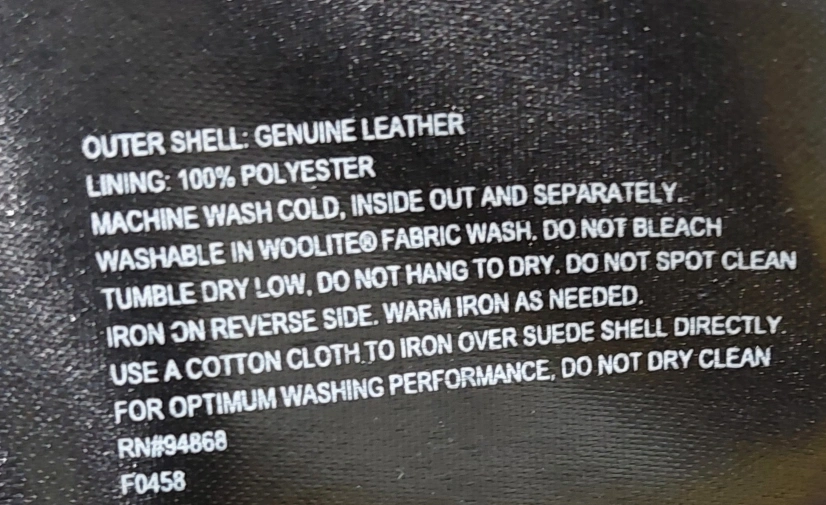 OUTER SHELL: GENUINE LEATHER
LINING: 100% POLYESTER
MACHINE WASH COLD, INSIDE OUT AND SEPARATELY.
WASHABLE IN WOOLITE® FABRIC WASH. DO NOT BLEACH
TUMBLE DRY LOW. DO NOT HANG TO DRY. DO NOT SPOT CLEAN
IRON ON REVERSE SIDE. WARM IRON AS NEEDED.
USE A COTTON CLOTH.TO IRON OVER SUEDE SHELL DIRECTLY
FOR OPTIMUM WASHING PERFORMANCE, DO NOT DRY CLEAN
RN#94868
F0458